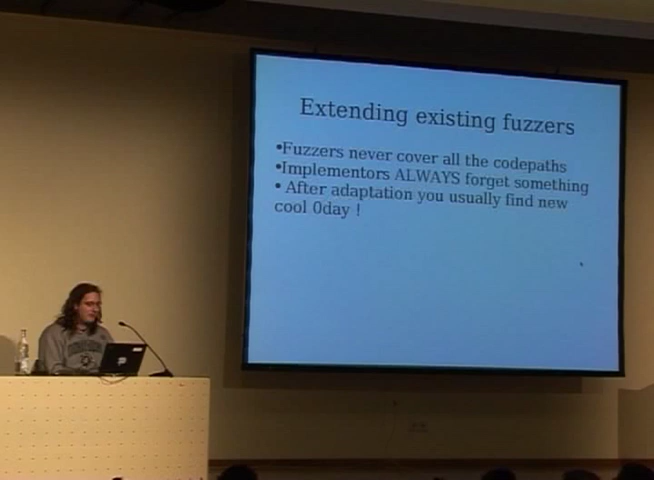 Extending existing fuzzers
•Fuzzers never cover all the codepaths
•Implementors ALWAYS forget something
• After adaptation you usually find new
cool 0day !